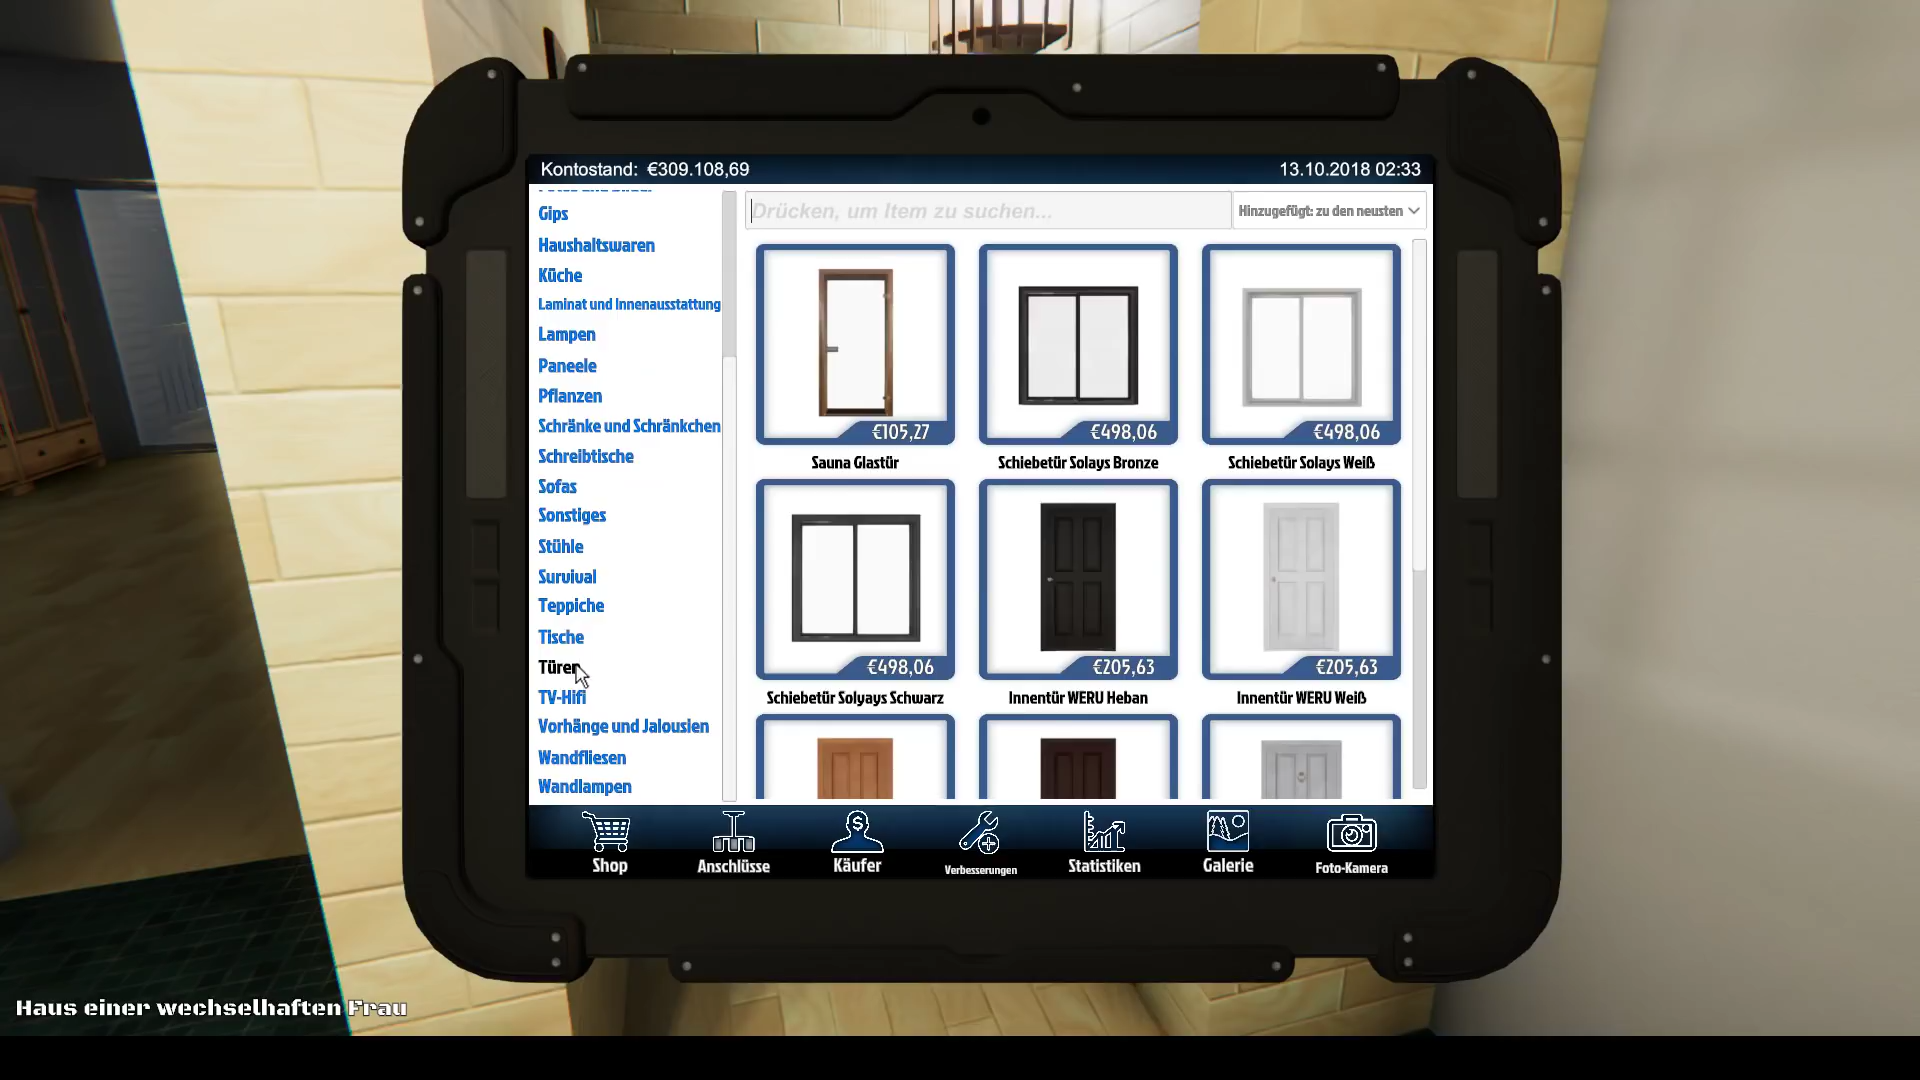 Kontostand: €309.108,69
13.10.2018 02:33
Gips
Haushaltswaren
Küche
Laminat und Innenausstattung
Lampen
Paneele
Pflanzen
Schränke und Schränkchen
Schreibtische
Sofas
Sonstiges
Stühle
Survival
Teppiche
Tische
Türen
TV-Hifi
Vorhänge und Jalousien
Wandfliesen
Wandlampen
Drücken, um Item zu suchen...
Hinzugefügt: zu den neusten
€105,27
€498,06
€498,06
Sauna Glastür
Schiebetür Solays Bronze
Schiebetür Solays Weiß
€498,06
€205,63
€205,63
Schiebetür Solyays Schwarz
Innentür WERU Heban
Innentür WERU Weiß
Shop
Anschlüsse
Käufer
Verbesserungen
Statistiken
Galerie
Foto-Kamera
Haus einer wechselhaften Frau